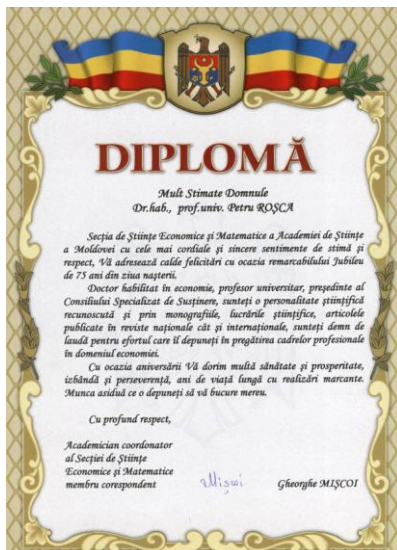 DIPLOMĂ
Mult Stimate Domnule
Dr.hab., prof.univ. Petru ROȘCA
Secția de Științe Economice și Matematice a Academiei de Științe
a Moldovei cu cele mai cordiale și sincere sentimente de stimă și
respect, Vă adresează calde felicitări cu ocazia remarcabilului Jubileu
de 75 ani din ziua nașterii.
Doctor habilitat în economie, profesor universitar, președinte al
Consiliului Specializat de Susținere, sunteți o personalitate științifică
recunoscută și prin monografiile, lucrările științifice, articolele
publicate în reviste naționale cât și internaționale, sunteți demn de
laudă pentru efortul care îl depuneți în pregătirea cadrelor profesionale
în domeniul economiei.
Cu ocazia aniversării Vă dorim multă sănătate și prosperitate,
izbândă și perseverență, ani de viață lungă cu realizări marcante.
Munca asiduă ce o depuneți să vă bucure mereu.
Cu profund respect,
Academician coordonator
al Secției de Științe
Economice și Matematice
membru corespondent Mișcoi Gheorghe MIȘCOI